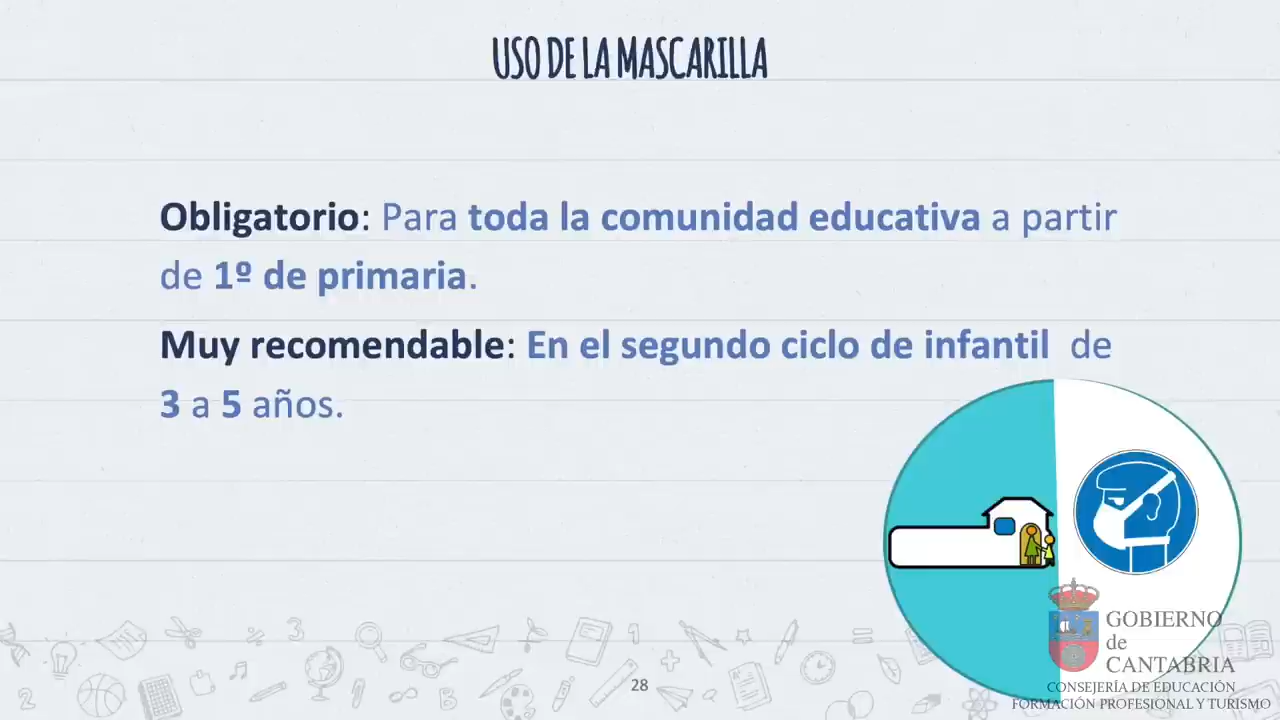 USO DE LA MASCARILLA
Obligatorio: Para toda la comunidad educativa a partir
de 1º de primaria.
Muy recomendable: En el segundo ciclo de infantil de
3 a 5 años.
28
GOBIERNO
de
CANTABRIA
CONSEJERÍA DE EDUCACIÓN
FORMACIÓN PROFESIONAL Y TURISMO